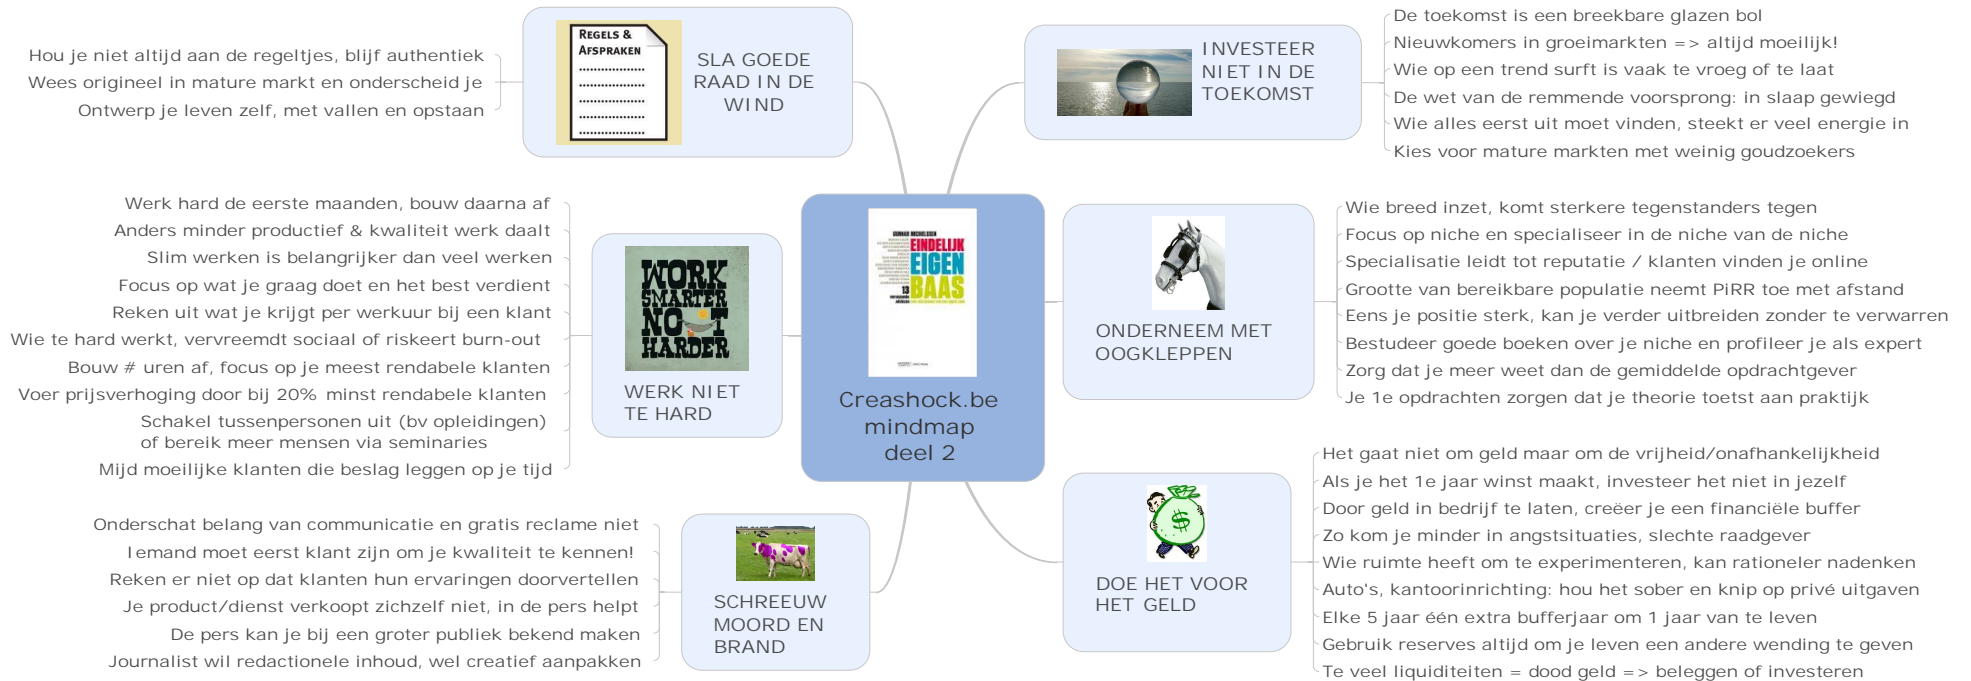 REGELS &
AFSPRAKEN
SLA GOEDE
RAAD IN DE
WIND
Hou je niet altijd aan de regeltjes, blijf authentiek
Wees origineel in mature markt en onderscheid je
Ontwerp je leven zelf, met vallen en opstaan
INVESTEER
NIET IN DE
TOEKOMST
De toekomst is een breekbare glazen bol
Nieuwkomers in groeimarkten => altijd moeilijk!
Wie op een trend surft is vaak te vroeg of te laat
De wet van de remmende voorsprong: in slaap gewiegd
Wie alles eerst uit moet vinden, steekt er veel energie in
Kies voor mature markten met weinig goudzoekers
Werk hard de eerste maanden, bouw daarna af
Anders minder productief & kwaliteit werk daalt
Slim werken is belangrijker dan veel werken
Focus op wat je graag doet en het best verdient
Reken uit wat je krijgt per werkuur bij een klant
Wie te hard werkt, vervreemdt sociaal of riskeert burn-out
Bouw # uren af, focus op je meest rendabele klanten
Voer prijsverhoging door bij 20% minst rendabele klanten
Schakel tussenpersonen uit (bv opleidingen)
of bereik meer mensen via seminaries
Mijd moeilijke klanten die beslag leggen op je tijd
WORK
SMARTER
NOT
HARDER
WERK NIET
TE HARD
GUNNAR MICHIELSSEN
EINDELIJK
EIGEN
BAAS
13
Creashock.be
mindmap
deel 2
ONDERNEEM MET
OOGKLEPPEN
Wie breed inzet, komt sterkere tegenstanders tegen
Focus op niche en specialiseer in de niche van de niche
Specialisatie leidt tot reputatie / klanten vinden je online
Grootte van bereikbare populatie neemt PiRR toe met afstand
Eens je positie sterk, kan je verder uitbreiden zonder te verwarren
Bestudeer goede boeken over je niche en profileer je als expert
Zorg dat je meer weet dan de gemiddelde opdrachtgever
Je 1e opdrachten zorgen dat je theorie toetst aan praktijk
Onderschat belang van communicatie en gratis reclame niet
Iemand moet eerst klant zijn om je kwaliteit te kennen!
Reken er niet op dat klanten hun ervaringen doorvertellen
Je product/dienst verkoopt zichzelf niet, in de pers helpt
De pers kan je bij een groter publiek bekend maken
Journalist wil redactionele inhoud, wel creatief aanpakken
SCHREEUW
MOORD EN
BRAND
$
DOE HET VOOR
HET GELD
Het gaat niet om geld maar om de vrijheid/onafhankelijkheid
Als je het 1e jaar winst maakt, investeer het niet in jezelf
Door geld in bedrijf te laten, creëer je een financiële buffer
Zo kom je minder in angstsituaties, slechte raadgever
Wie ruimte heeft om te experimenteren, kan rationeler nadenken
Auto's, kantoorinrichting: hou het sober en knip op privé uitgaven
Elke 5 jaar één extra bufferjaar om 1 jaar van te leven
Gebruik reserves altijd om je leven een andere wending te geven
Te veel liquiditeiten = dood geld => beleggen of investeren